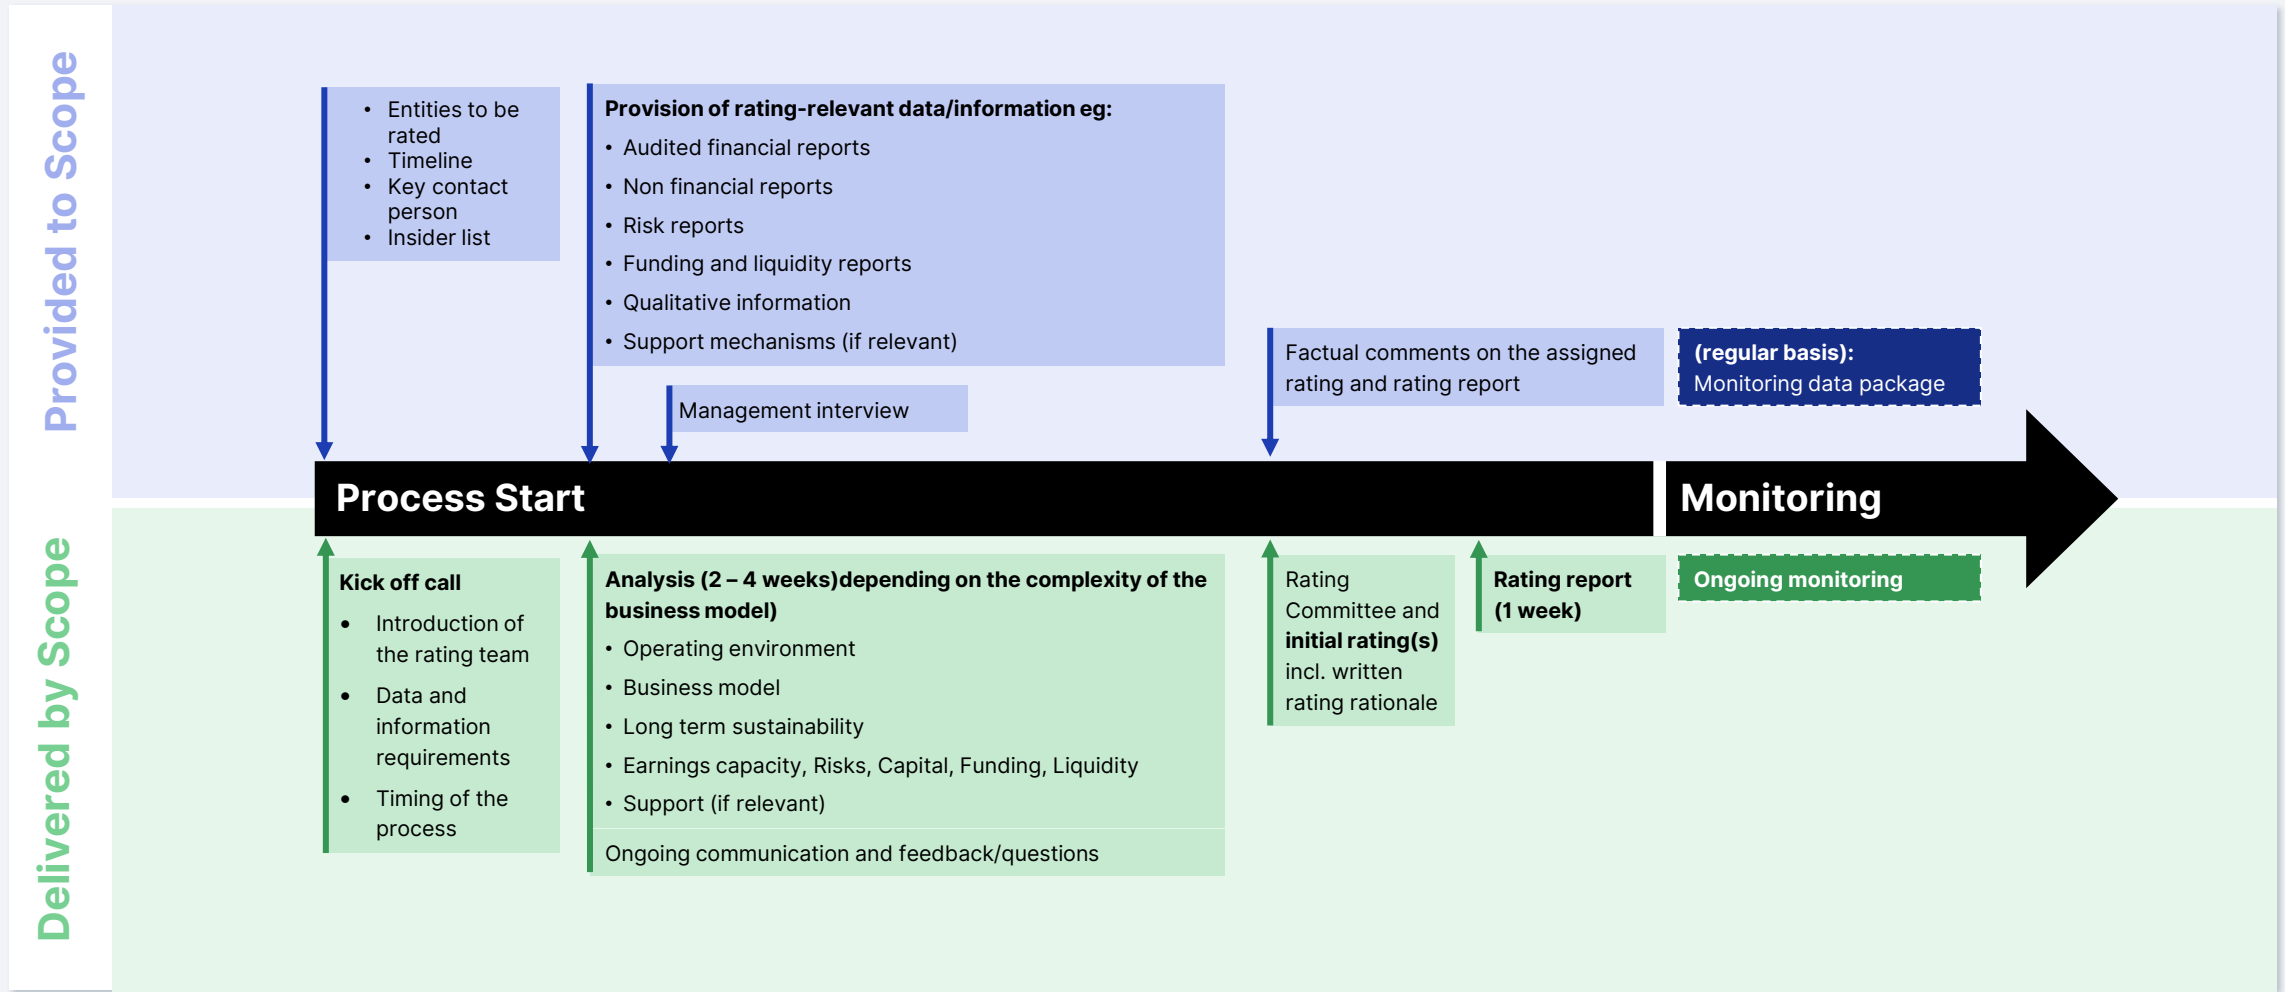 Provided to Scope
• Entities to be
rated
• Timeline
• Key contact
person
• Insider list
Provision of rating-relevant data/information eg:
• Audited financial reports
• Non financial reports
• Risk reports
• Funding and liquidity reports
• Qualitative information
• Support mechanisms (if relevant)
Management interview
Factual comments on the assigned
rating and rating report
(regular basis):
Monitoring data package
Process Start
Monitoring
Delivered by Scope
Kick off call
• Introduction of
the rating team
• Data and
information
requirements
• Timing of the
process
Analysis (2 – 4 weeks)depending on the complexity of the
business model)
• Operating environment
• Business model
• Long term sustainability
• Earnings capacity, Risks, Capital, Funding, Liquidity
• Support (if relevant)
Ongoing communication and feedback/questions
Rating
Committee and
initial rating(s)
incl. written
rating rationale
Rating report
(1 week)
Ongoing monitoring